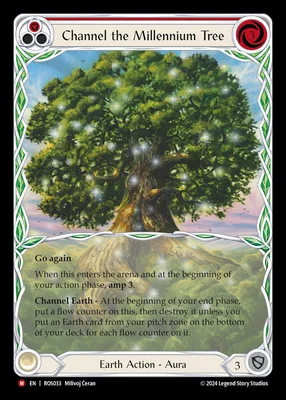 Channel the Millennium Tree
Go again
When this enters the arena and at the beginning
of your action phase, amp 3.
Channel Earth - At the beginning of your end phase,
put a flow counter on this, then destroy it unless you
put an Earth card from your pitch zone on the bottom
of your deck for each flow counter on it.
Earth Action - Aura
3
M EN | ROS033 Milivoj Ceran
© 2024 Legend Story Studios